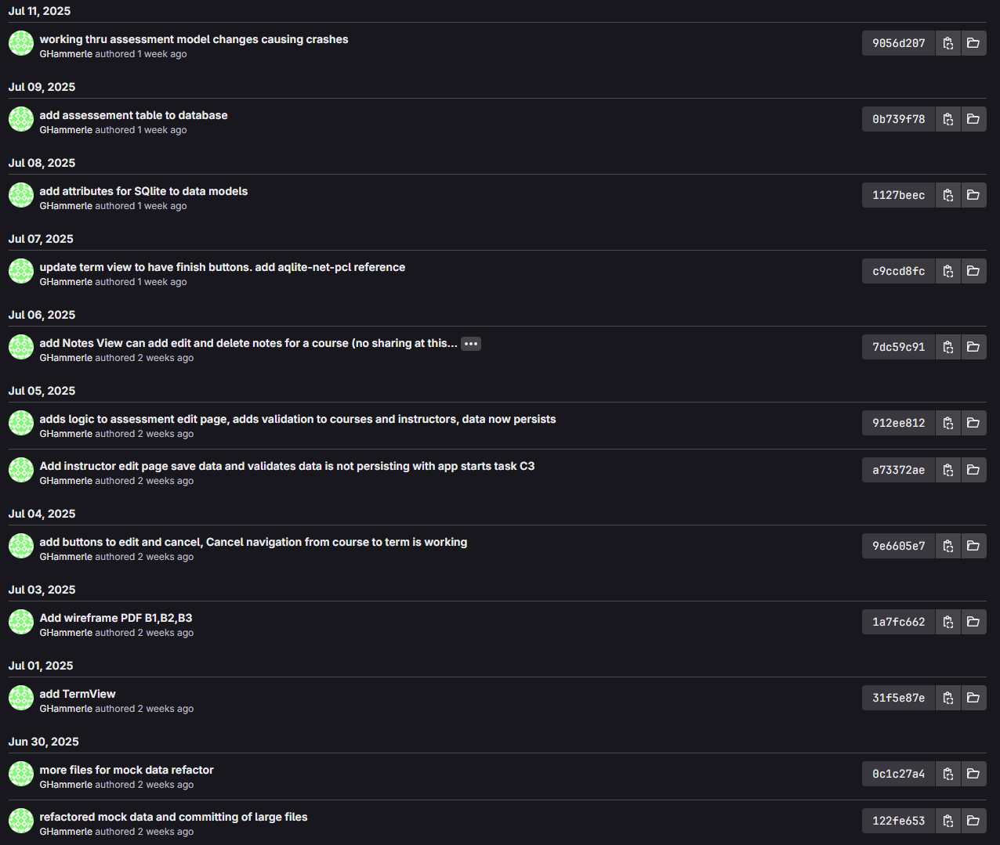 Jul 11, 2025
working thru assessment model changes causing crashes
9056d207
GHammerle authored 1 week ago
Jul 09, 2025
add assessement table to database
0b739f78
GHammerle authored 1 week ago
Jul 08, 2025
add attributes for SQlite to data models
1127beec
GHammerle authored 1 week ago
Jul 07, 2025
update term view to have finish buttons. add aqlite-net-pcl reference
c9ccd8fc
GHammerle authored 1 week ago
Jul 06, 2025
add Notes View can add edit and delete notes for a course (no sharing at this...
7dc59c91
GHammerle authored 2 weeks ago
Jul 05, 2025
adds logic to assessment edit page, adds validation to courses and instructors, data now persists
912ee812
GHammerle authored 2 weeks ago
Add instructor edit page save data and validates data is not persisting with app starts task C3
a73372ae
GHammerle authored 2 weeks ago
Jul 04, 2025
add buttons to edit and cancel, Cancel navigation from course to term is working
9e6605e7
GHammerle authored 2 weeks ago
Jul 03, 2025
Add wireframe PDF B1,B2,B3
1a7fc662
GHammerle authored 2 weeks ago
Jul 01, 2025
add TermView
31f5e87e
GHammerle authored 2 weeks ago
Jun 30, 2025
more files for mock data refactor
0c1c27a4
GHammerle authored 2 weeks ago
refactored mock data and committing of large files
122fe653
GHammerle authored 2 weeks ago